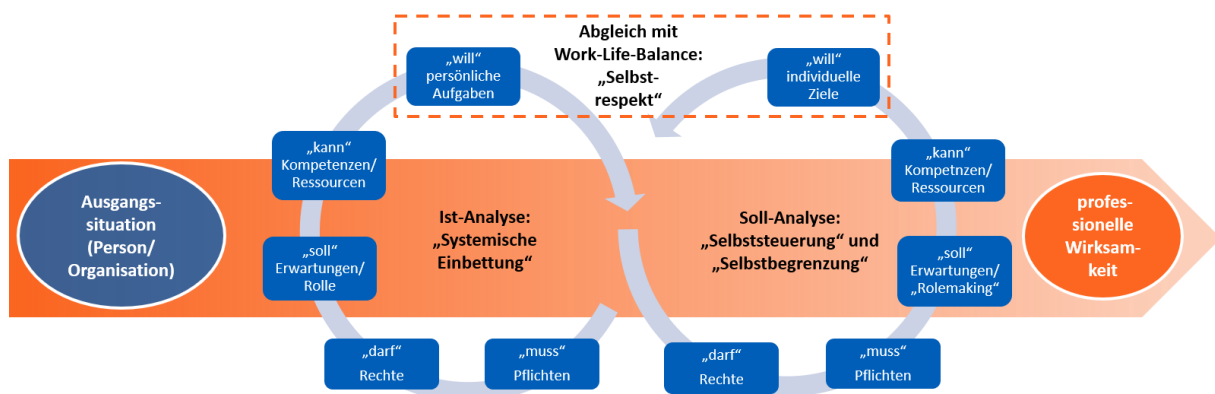 Abgleich mit
Work-Life-Balance:
„Selbst-
respekt“
„will“
persönliche
Aufgaben
„will“
individuelle
Ziele
„kann“
Kompetenzen/
Ressourcen
„kann“
Kompetnzen/
Ressourcen
Ausgangs-
situation
(Person/
Organisation)
Ist-Analyse:
„Systemische
Einbettung“
Soll-Analyse:
„Selbststeuerung“ und
„Selbstbegrenzung“
profes-
sionelle
Wirksam-
keit
„soll“
Erwartungen/
Rolle
„soll“
Erwartungen/
„Rolemaking“
„darf“
Rechte
„muss“
Pflichten
„darf“
Rechte
„muss“
Pflichten